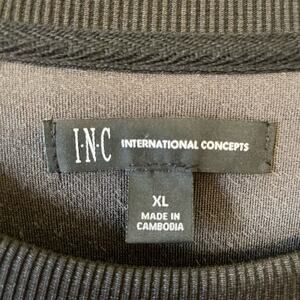 I·N·C INTERNATIONAL CONCEPTS
XL
MADE IN
CAMBODIA